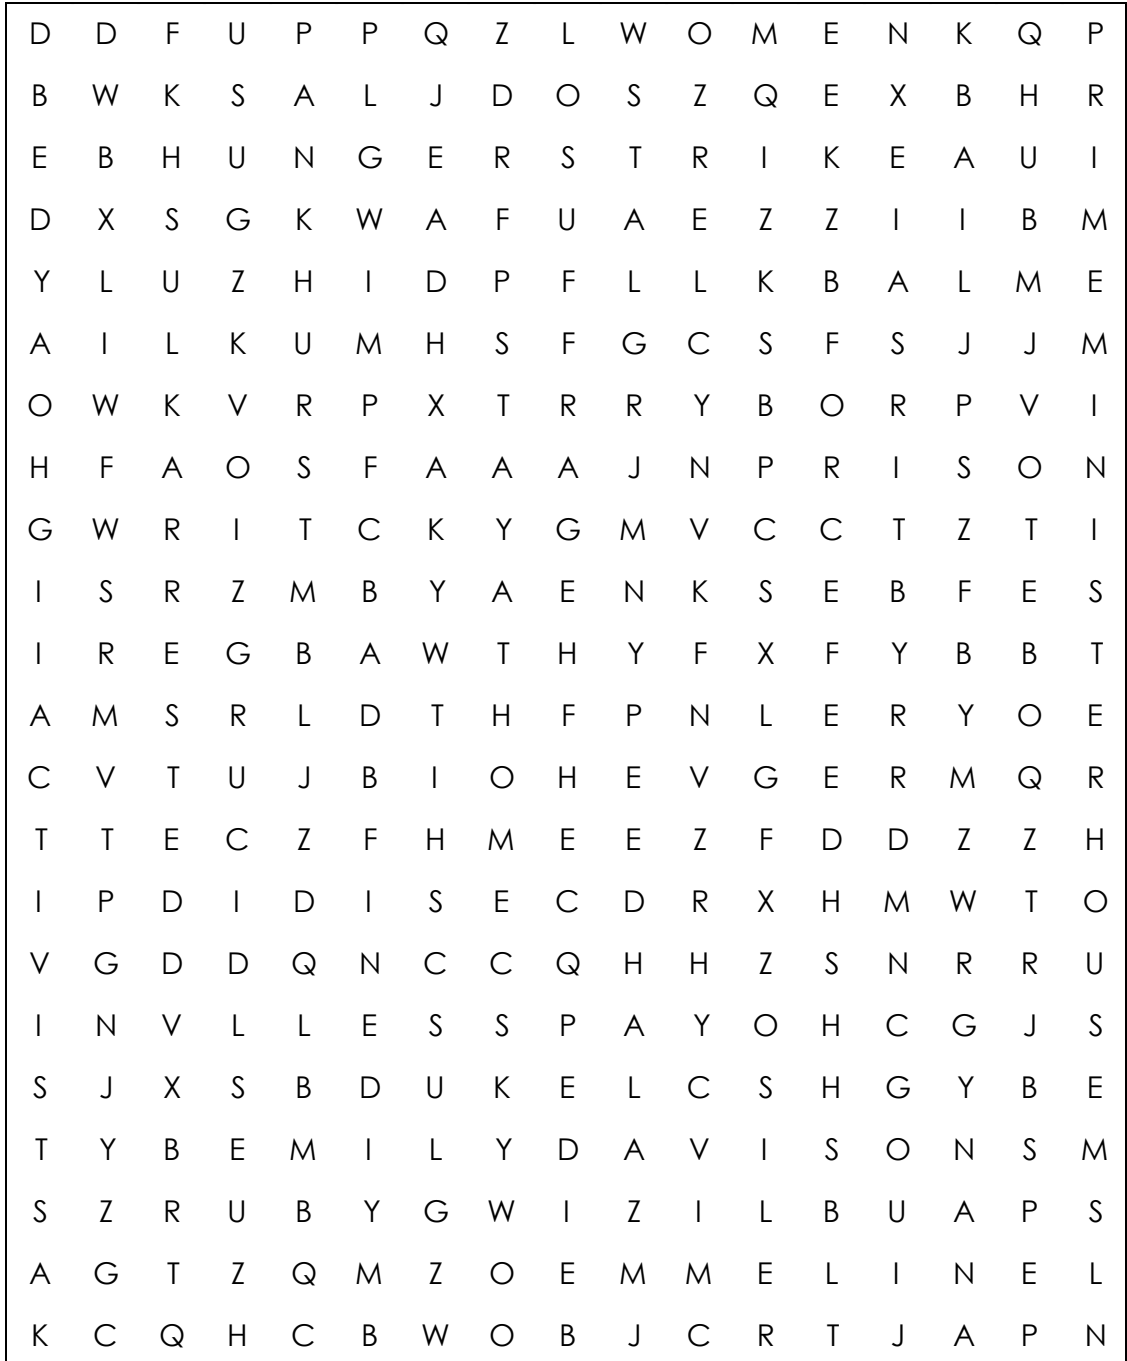 D D F U P P Q Z L W O M E N K Q P
B W K S A L J D O S Z Q E X B H R
E B H U N G E R S T R I K E A U I
D X S G K W A F U A E Z Z I I B M
Y L U Z H I D P F L L K B A L M E
A I L K U M H S F G C S F S J J M
O W K V R P X T R R Y B O R P V I
H F A O S F A A A J N P R I S O N
G W R I T C K Y G M V C C T Z T I
I S R Z M B Y A E N K S E B F E S
I R E G B A W T H Y F X F Y B B T
A M S R L D T H F P N L E R Y O E
C V T U J B I O H E V G E R M Q R
T T E C Z F H M E E Z F D D Z Z H
I P D I D I S E C D R X H M W T O
V G D D Q N C C Q H H Z S N R R U
I N V L L E S S P A Y O H C G J S
S J X S B D U K E L C S H G Y B E
T Y B E M I L Y D A V I S O N S M
S Z R U B Y G W I Z I L B U A P S
A G T Z Q M Z O E M M E L I N E L
K C Q H C B W O B J C R T J A P N